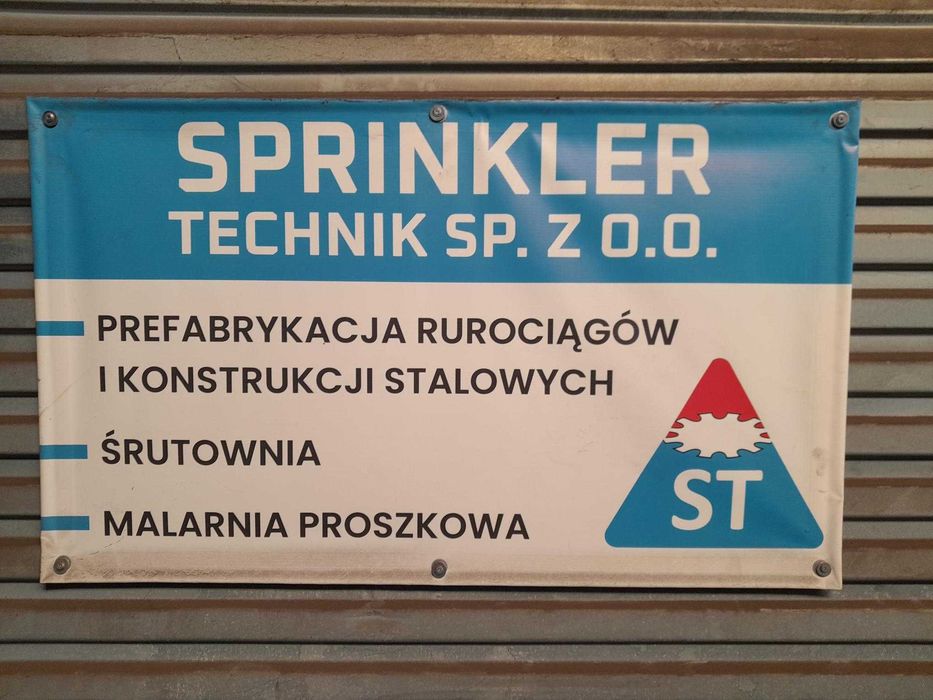 SPRINKLER
TECHNIK SP. Z O.O.
PREFABRYKACJA RUROCIĄGÓW
I KONSTRUKCJI STALOWYCH
ŚRUTOWNIA
MALARNIA PROSZKOWA
ST